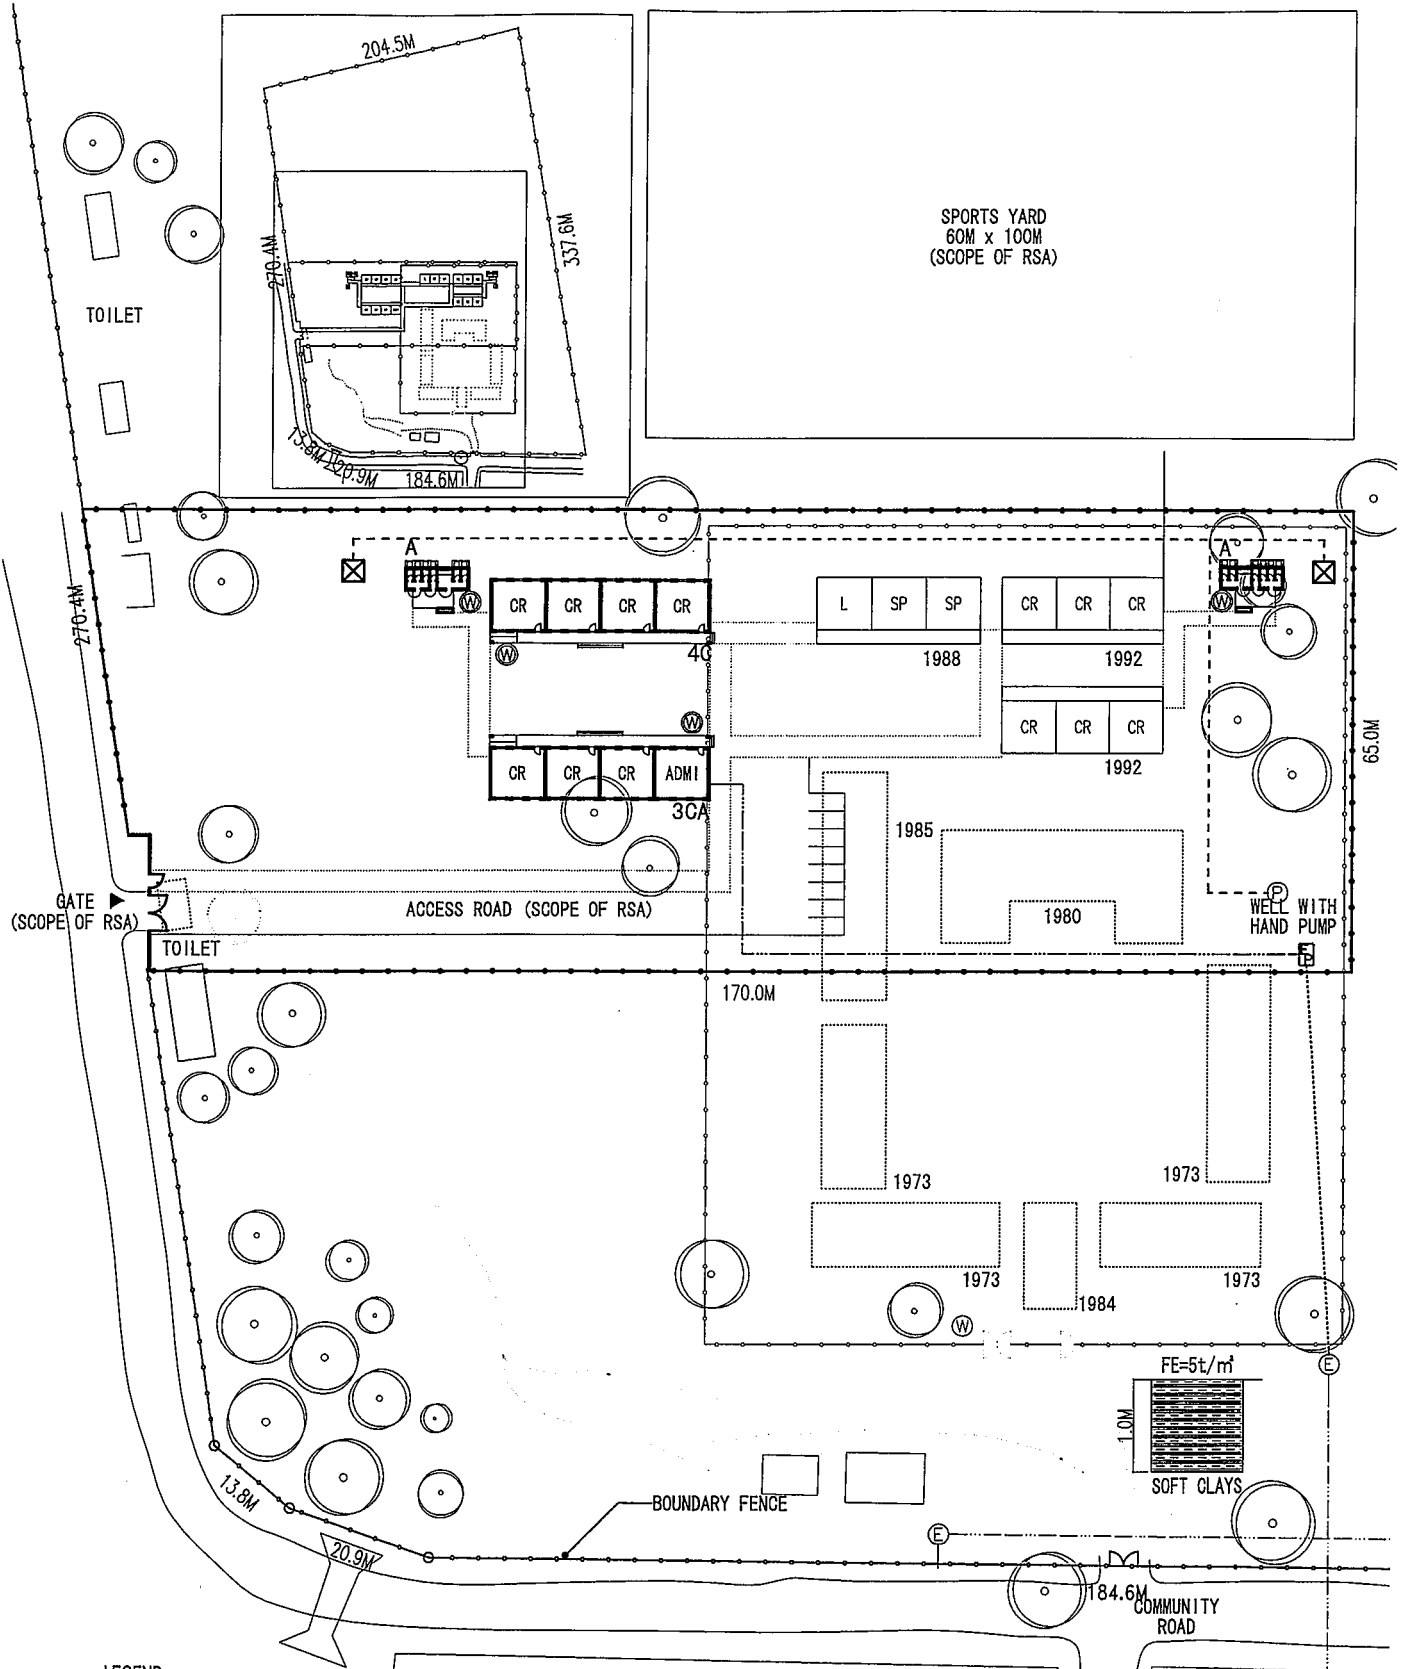 204.5M
337.6M
270.4M
13.8M
20.9M
184.6M
SPORTS YARD
60M x 100M
(SCOPE OF RSA)
TOILET
A
A
270.4M
CR
CR
CR
CR
L
SP
SP
CR
CR
CR
W
W
W
4C
1988
1992
W
CR
CR
CR
1992
65.0M
CR
CR
CR
ADMI
3CA
1985
1980
GATE
(SCOPE OF RSA)
ACCESS ROAD (SCOPE OF RSA)
P
WELL WITH
HAND PUMP
TOILET
170.0M
1973
1973
1973
1973
1984
W
E
FE=5t/㎡
1.0M
SOFT CLAYS
13.8M
BOUNDARY FENCE
E
20.9M
184.6M
COMMUNITY
ROAD